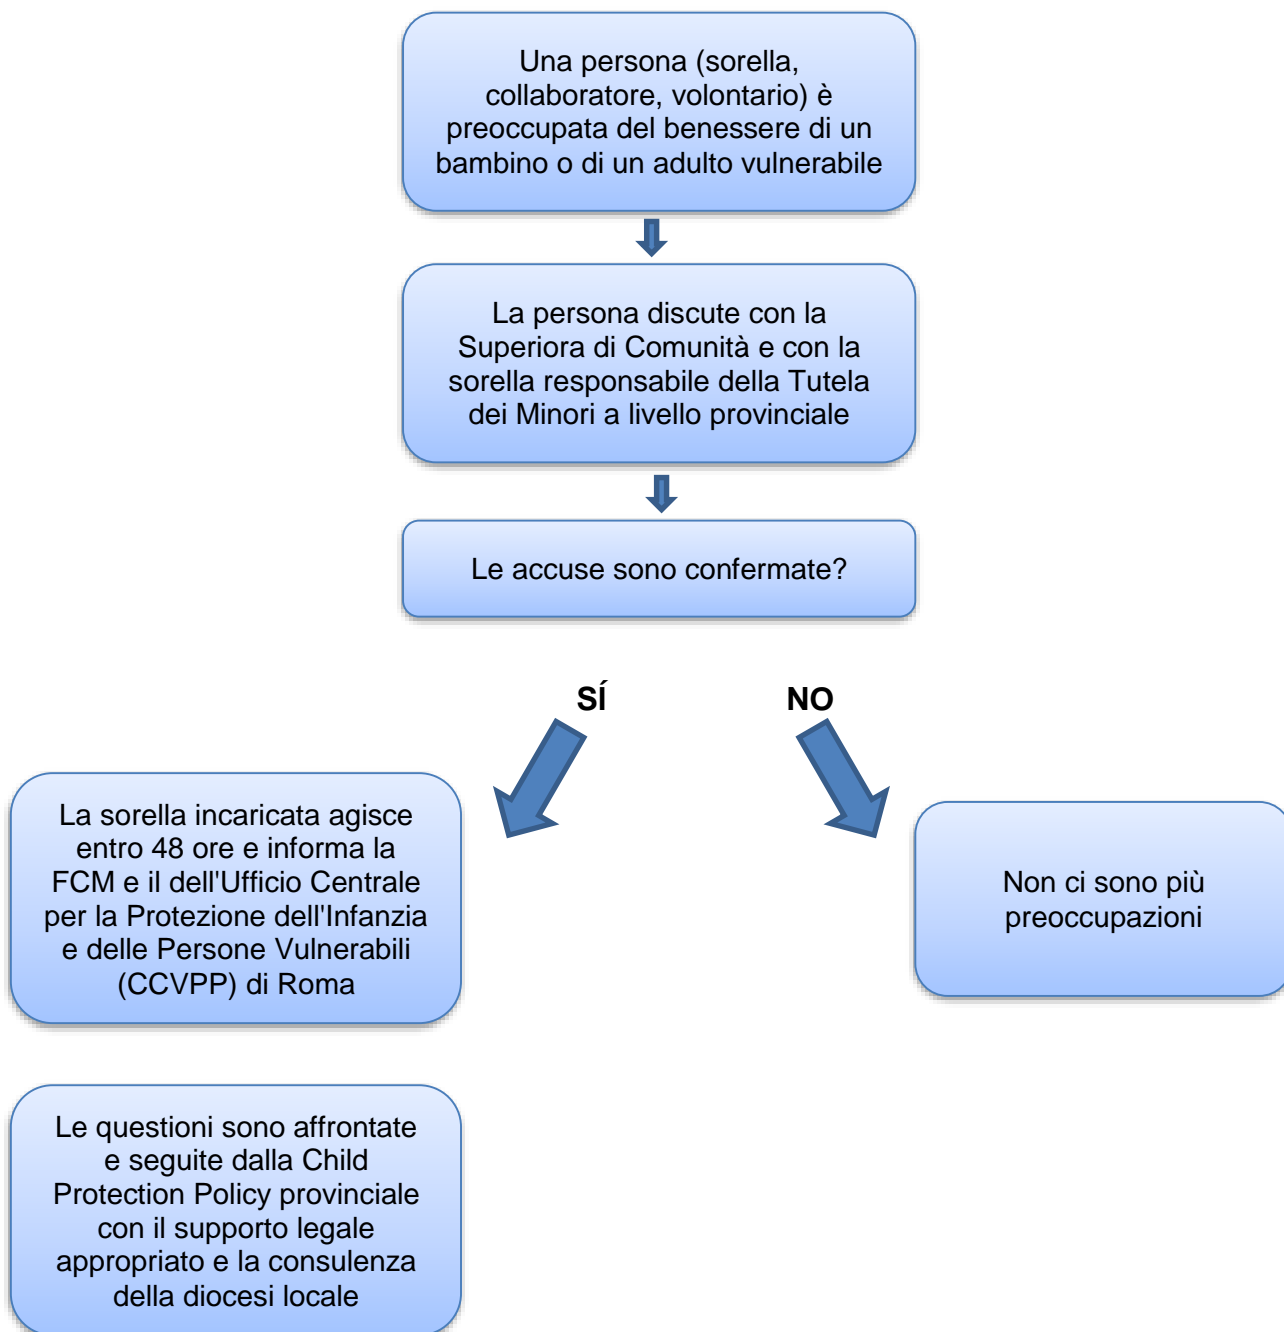 Una persona (sorella,
collaboratore, volontario) è
preoccupata del benessere di un
bambino o di un adulto vulnerabile
La persona discute con la
Superiora di Comunità e con la
sorella responsabile della Tutela
dei Minori a livello provinciale
Le accuse sono confermate?
SÍ
NO
La sorella incaricata agisce
entro 48 ore e informa la
FCM e il dell'Ufficio Centrale
per la Protezione dell'Infanzia
e delle Persone Vulnerabili
(CCVPP) di Roma
Non ci sono più
preoccupazioni
Le questioni sono affrontate
e seguite dalla Child
Protection Policy provinciale
con il supporto legale
appropriato e la consulenza
della diocesi locale